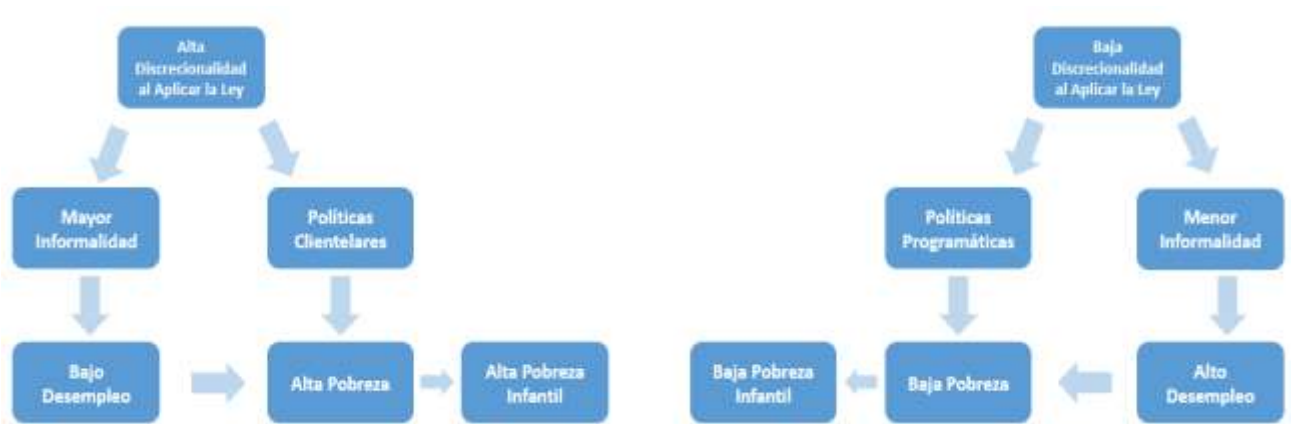 Alta
Discrecionalidad
al Aplicar la Ley
Mayor
Informalidad
Políticas
Clientelares
Bajo
Desempleo
Alta Pobreza
Alta Pobreza
Infantil
Baja
Discrecionalidad
al Aplicar la Ley
Políticas
Programáticas
Menor
Informalidad
Baja Pobreza
Infantil
Baja Pobreza
Alto
Desempleo